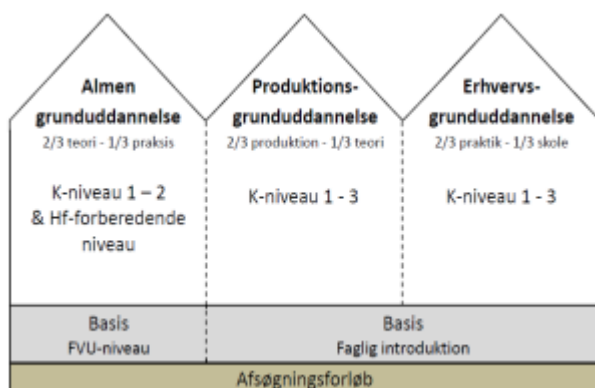 Almen
grunduddannelse
2/3 teori - 1/3 praksis
K-niveau 1 – 2
& Hf-forberedende
niveau
Produktions-
grunduddannelse
2/3 produktion - 1/3 teori
K-niveau 1 - 3
Erhvervs-
grunduddannelse
2/3 praktik - 1/3 skole
K-niveau 1 - 3
Basis
FVU-niveau
Basis
Faglig introduktion
Afsøgningsforløb